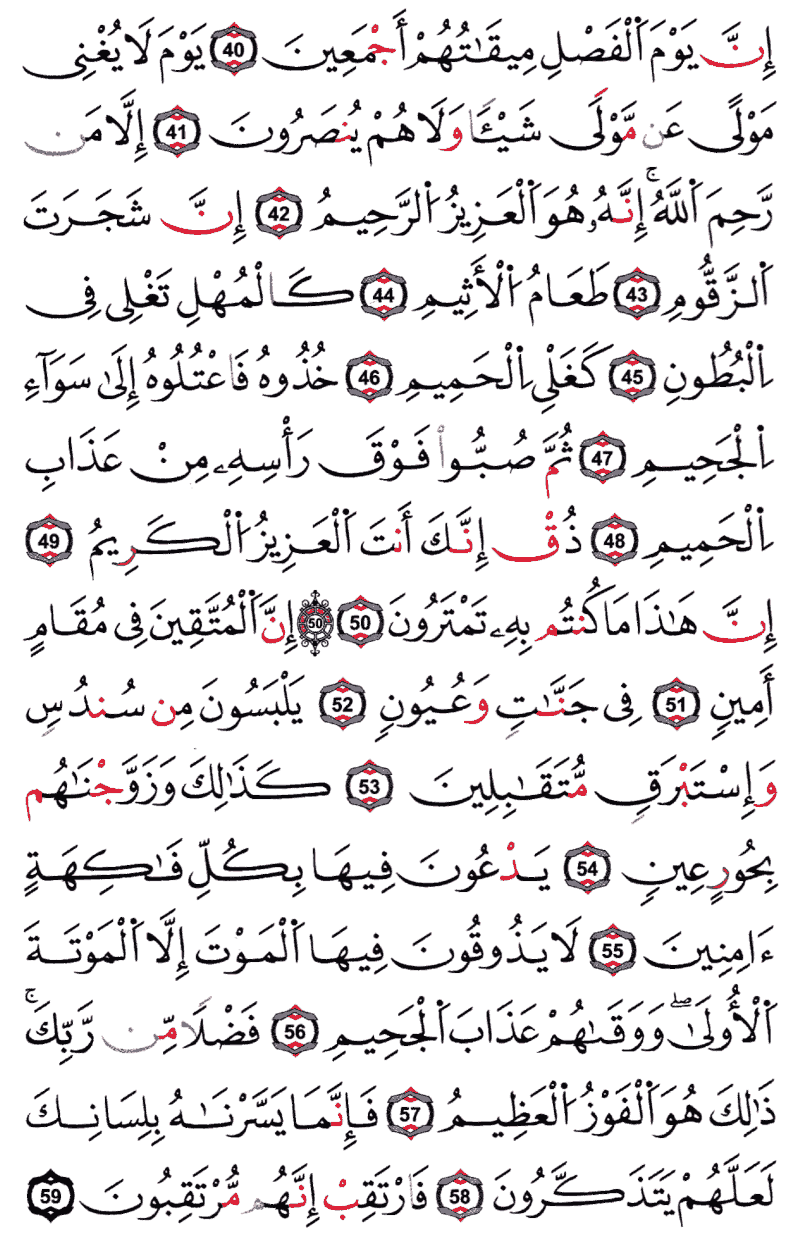 إِنَّ يَوْمَ ٱلْفَصْلِ مِيقَٰتُهُمْ أَجْمَعِينَ 40 يَوْمَ لَا يُغْنِى
مَوْلًى عَن مَّوْلًى شَيْـًٔا وَلَا هُمْ يُنصَرُونَ 41 إِلَّا مَن
رَّحِمَ ٱللَّهُ ۚ إِنَّهُۥ هُوَ ٱلْعَزِيزُ ٱلرَّحِيمُ 42 إِنَّ شَجَرَتَ
ٱلزَّقُّومِ 43 طَعَامُ ٱلْأَثِيمِ 44 كَٱلْمُهْلِ تَغْلِى فِى
ٱلْبُطُونِ 45 كَغَلْىِ ٱلْحَمِيمِ 46 خُذُوهُ فَٱعْتُلُوهُ إِلَىٰ سَوَآءِ
ٱلْجَحِيمِ 47 ثُمَّ صُبُّوا۟ فَوْقَ رَأْسِهِۦ مِنْ عَذَابِ
ٱلْحَمِيمِ 48 ذُقْ إِنَّكَ أَنتَ ٱلْعَزِيزُ ٱلْكَرِيمُ 49
إِنَّ هَٰذَا مَا كُنتُم بِهِۦ تَمْتَرُونَ 50 50 إِنَّ ٱلْمُتَّقِينَ فِى مُقَامٍ
أَمِينٍ 51 فِى جَنَّٰتٍ وَعُيُونٍ 52 يَلْبَسُونَ مِن سُندُسٍ
وَإِسْتَبْرَقٍ مُّتَقَٰبِلِينَ 53 كَذَٰلِكَ وَزَوَّجْنَٰهُم
بِحُورٍ عِينٍ 54 يَدْعُونَ فِيهَا بِكُلِّ فَٰكِهَةٍ
ءَامِنِينَ 55 لَا يَذُوقُونَ فِيهَا ٱلْمَوْتَ إِلَّا ٱلْمَوْتَةَ
ٱلْأُولَىٰ ۖ وَوَقَىٰهُمْ عَذَابَ ٱلْجَحِيمِ 56 فَضْلًا مِّن رَّبِّكَ ۚ
ذَٰلِكَ هُوَ ٱلْفَوْزُ ٱلْعَظِيمُ 57 فَإِنَّمَا يَسَّرْنَٰهُ بِلِسَانِكَ
لَعَلَّهُمْ يَتَذَكَّرُونَ 58 فَٱرْتَقِبْ إِنَّهُم مُّرْتَقِبُونَ 59